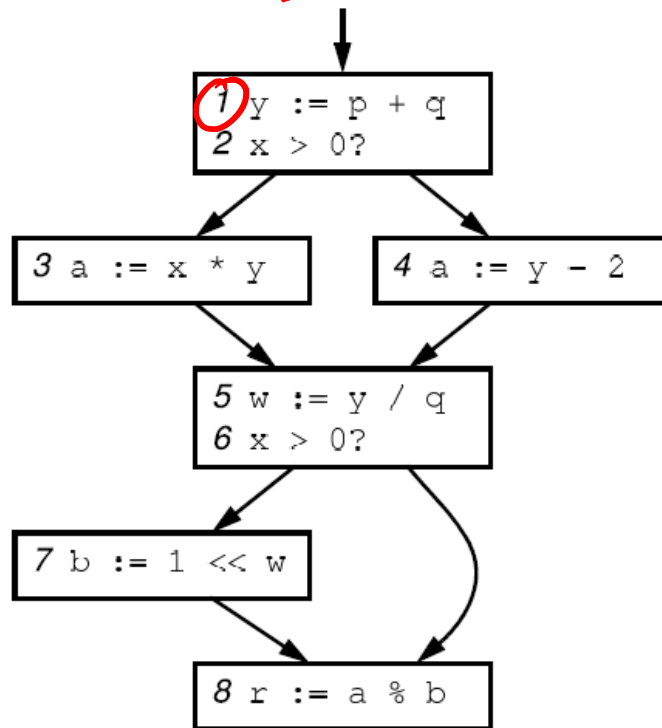 1 y := p + q
2 x > 0?
3 a := x * y
4 a := y - 2
5 w := y / q
6 x > 0?
7 b := 1 << w
8 r := a % b